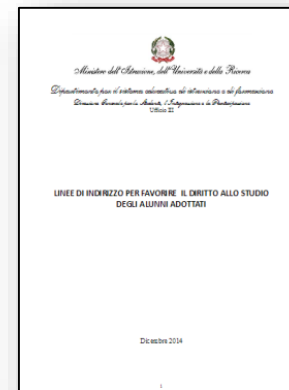 Ministero dell'Istruzione, dell'Università e della Ricerca
Dipartimento per il sistema educativo di istruzione e di formazione
Direzione Generale per lo Studente, l'Integrazione e la Partecipazione
Ufficio III
LINEE DI INDIRIZZO PER FAVORIRE IL DIRITTO ALLO STUDIO
DEGLI ALUNNI ADOTTATI
Dicembre 2014
1